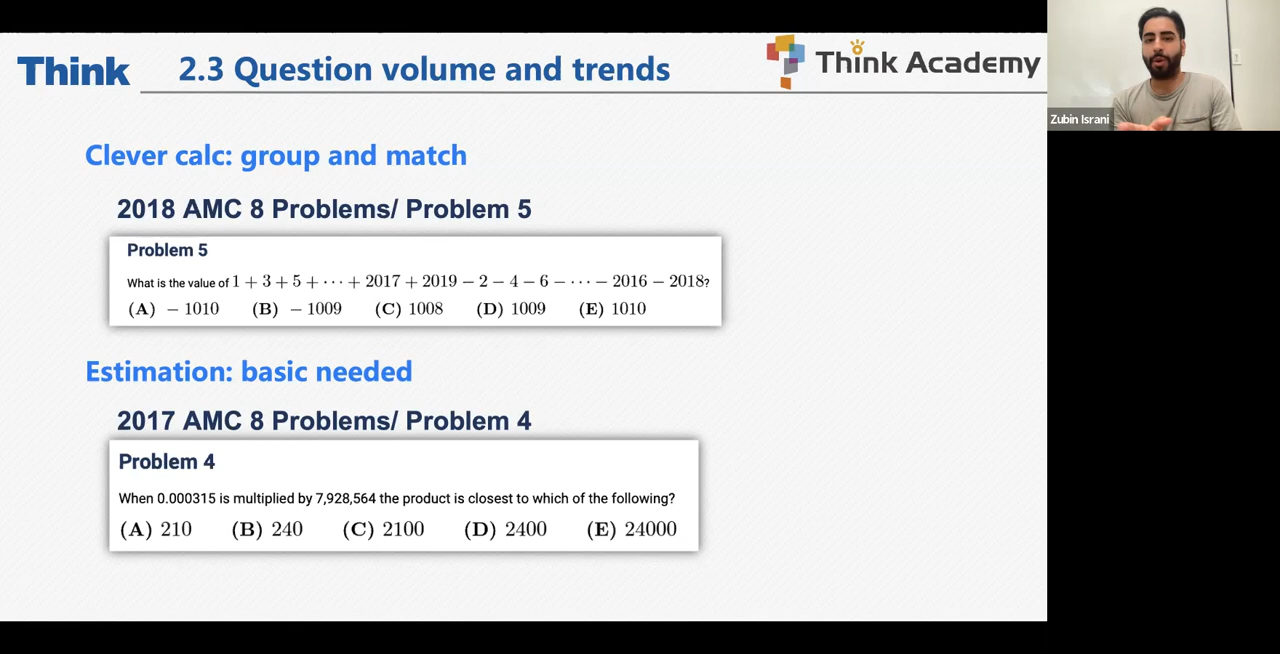 Think
2.3 Question volume and trends
Think Academy
Zubin Israni
Clever calc: group and match
2018 AMC 8 Problems/ Problem 5
Problem 5
What is the value of 1 + 3 + 5 + ⋯ + 2017 + 2019 − 2 − 4 − 6 − ⋯ − 2016 − 2018?
(A) − 1010 (B) − 1009 (C) 1008 (D) 1009 (E) 1010
Estimation: basic needed
2017 AMC 8 Problems/ Problem 4
Problem 4
When 0.000315 is multiplied by 7,928,564 the product is closest to which of the following?
(A) 210 (B) 240 (C) 2100 (D) 2400 (E) 24000